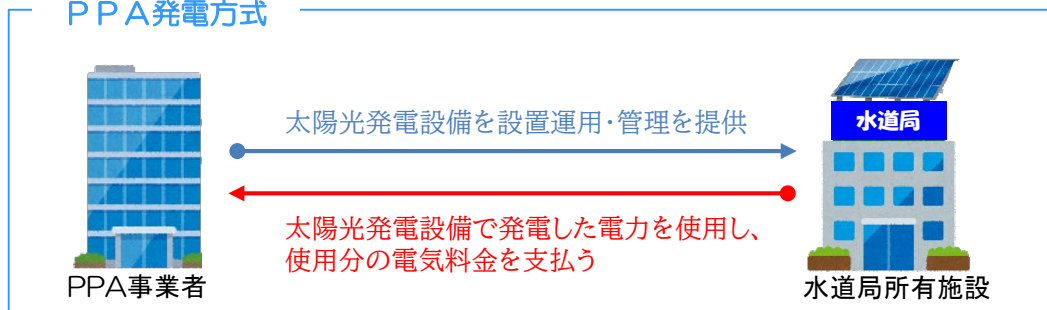 ＰＰＡ発電方式
太陽光発電設備を設置運用･管理を提供
水道局
太陽光発電設備で発電した電力を使用し、
使用分の電気料金を支払う
PPA事業者
水道局所有施設